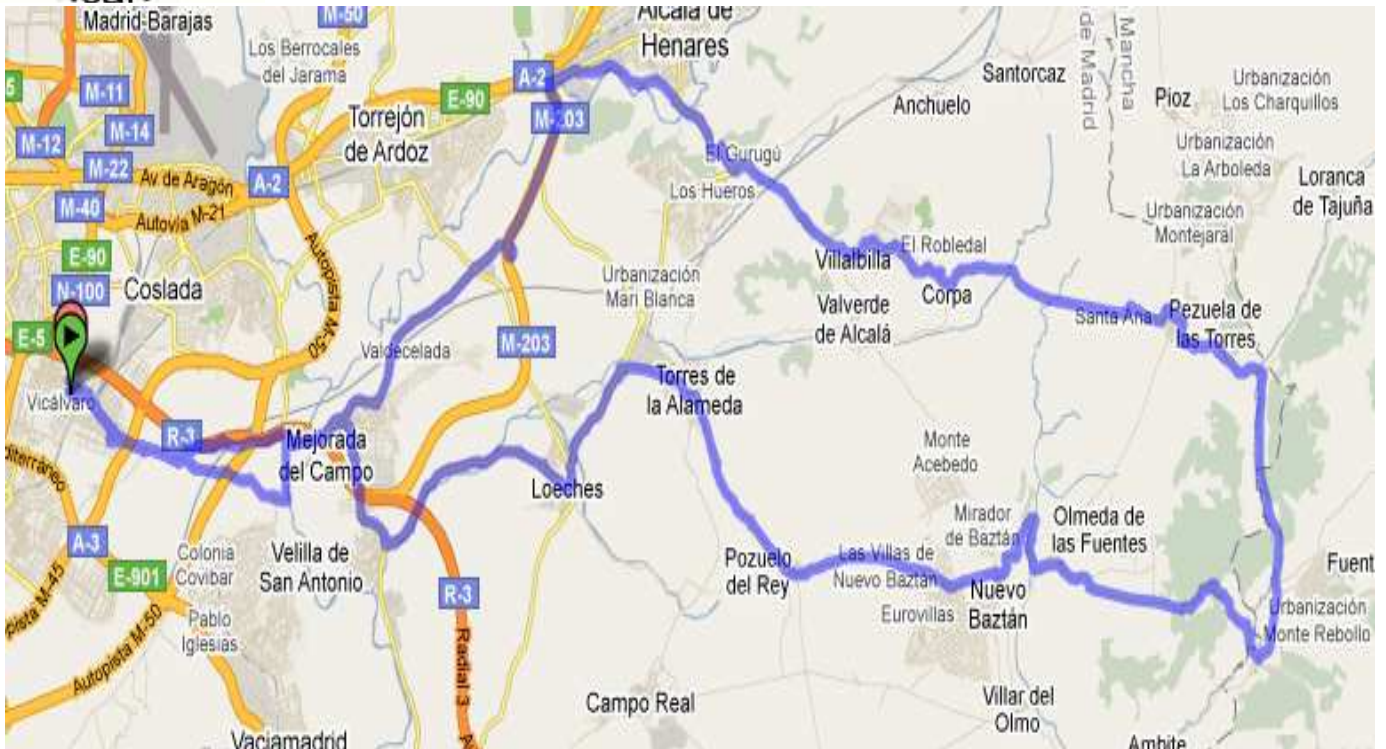 Madrid-Barajas
M-50
Alcalá de
Henares
Los Berrocales
del Jarama
A-2
E-90
M-203
M-11
M-14
M-12
M-22
Av de Aragón
A-2
M-40
Autovía M-21
E-90
N-100
Coslada
E-5
Vicálvaro
Torrejón
de Ardoz
Autopista M-50
Santorcaz
Anchuelo
de Madrid
Mancha
Pioz
Urbanización
Los Charquillos
Urbanización
La Arboleda
Loranca
de Tajuña
Urbanización
Montejaral
El Gurugú
Los Hueros
Villalbilla
El Robledal
Corpa
Valverde
de Alcalá
Santa Ana
Pezuela de
las Torres
Urbanización
Mari Blanca
M-203
Valdecelada
Torres de
la Alameda
R-3
Mejorada
del Campo
Loeches
Monte
Acebedo
Mirador
de Baztán
Olmeda de
las Fuentes
A-3
E-901
Colonia
Covibar
Velilla de
San Antonio
R-3
Radial 3
Pozuelo
del Rey
Las Villas de
Nuevo Baztán
Eurovillas
Nuevo
Baztán
Fuent
Urbanización
Monte Rebollo
Pablo
Iglesias
Autopista M-50
Campo Real
Villar del
Olmo
Ambite
Vaciamadrid